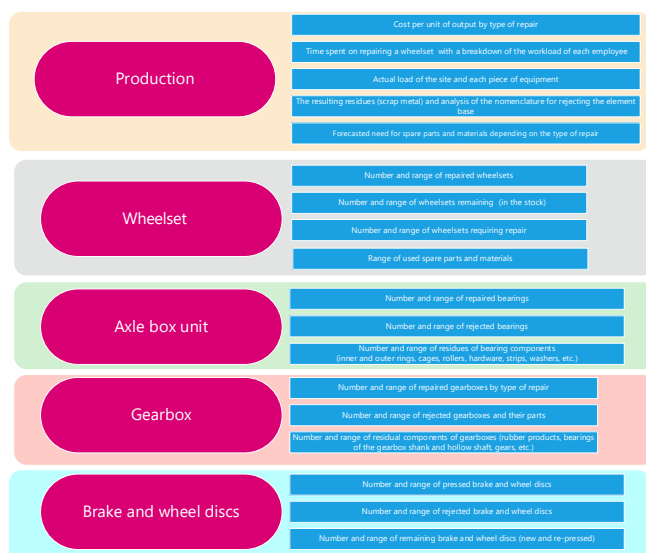 Production
Cost per unit of output by type of repair
Time spent on repairing a wheelset with a breakdown of the workload of each employee
Actual load of the site and each piece of equipment
The resulting residues (scrap metal) and analysis of the nomenclature for rejecting the element
base
Forecasted need for spare parts and materials depending on the type of repair
Wheelset
Number and range of repaired wheelsets
Number and range of wheelsets remaining (in the stock)
Number and range of wheelsets requiring repair
Range of used spare parts and materials
Axle box unit
Number and range of repaired bearings
Number and range of rejected bearings
Number and range of residues of bearing components
(inner and outer rings, cages, rollers, hardware, strips, washers, etc.)
Gearbox
Number and range of repaired gearboxes by type of repair
Number and range of rejected gearboxes and their parts
Number and range of residual components of gearboxes (rubber products, bearings
of the gearbox shank and hollow shaft, gears, etc.)
Brake and wheel discs
Number and range of pressed brake and wheel discs
Number and range of rejected brake and wheel discs
Number and range of remaining brake and wheel discs (new and re-pressed)